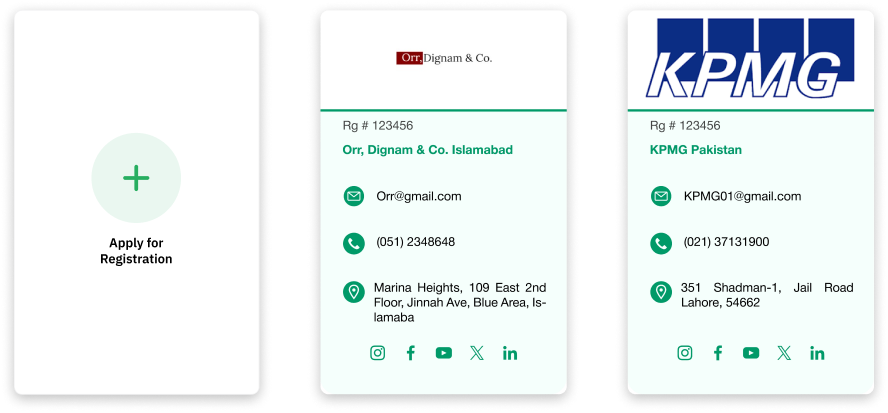 Apply for
Registration
Orr, Dignam & Co.
Rg # 123456
Orr, Dignam & Co. Islamabad
Orr@gmail.com
(051) 2348648
Marina Heights, 109 East 2nd
Floor, Jinnah Ave, Blue Area, Is-
lamaba
KPMG
Rg # 123456
KPMG Pakistan
KPMG01@gmail.com
(021) 37131900
351 Shadman-1, Jail Road
Lahore, 54662